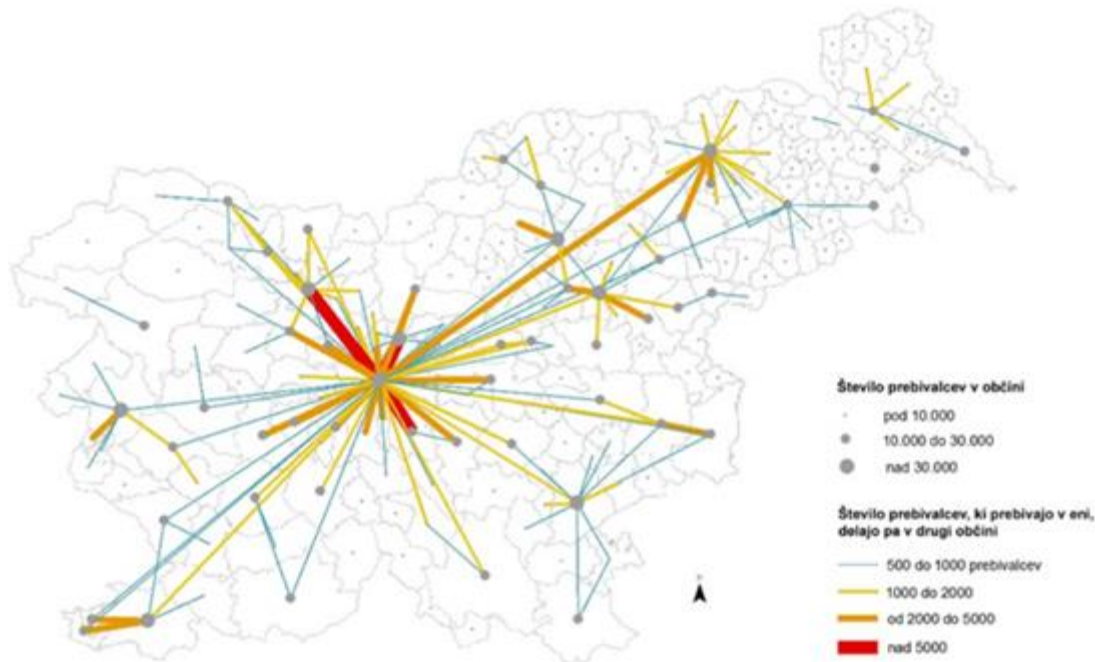 Število prebivalcev v občini
pod 10.000
10.000 do 30.000
nad 30.000
Število prebivalcev, ki prebivajo v eni,
delajo pa v drugi občini
500 do 1000 prebivalcev
1000 do 2000
od 2000 do 5000
nad 5000